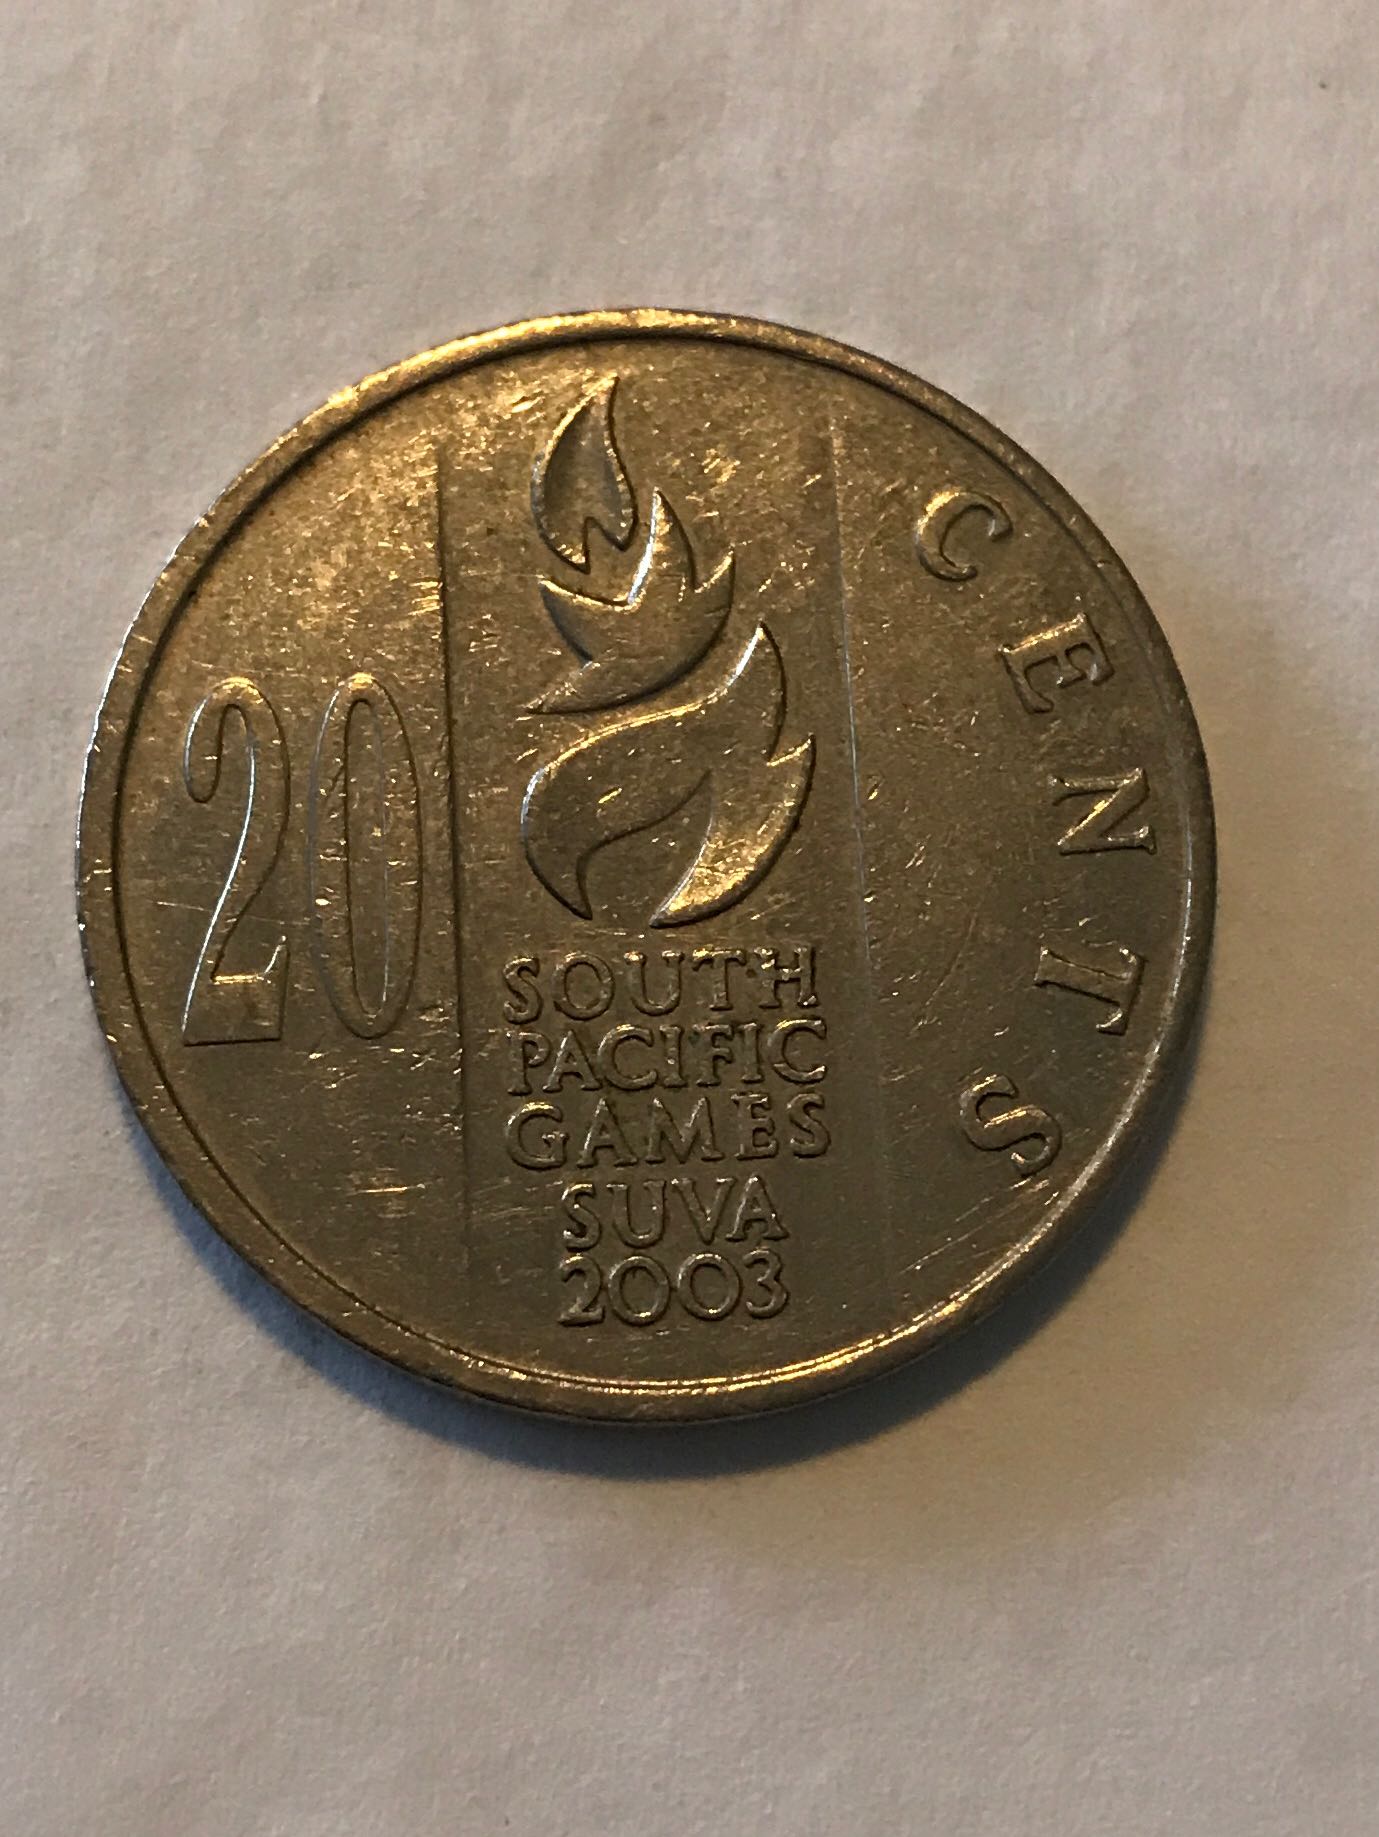 20
SOUTH
PACIFIC
GAMES
SUVA
2003
CENTS